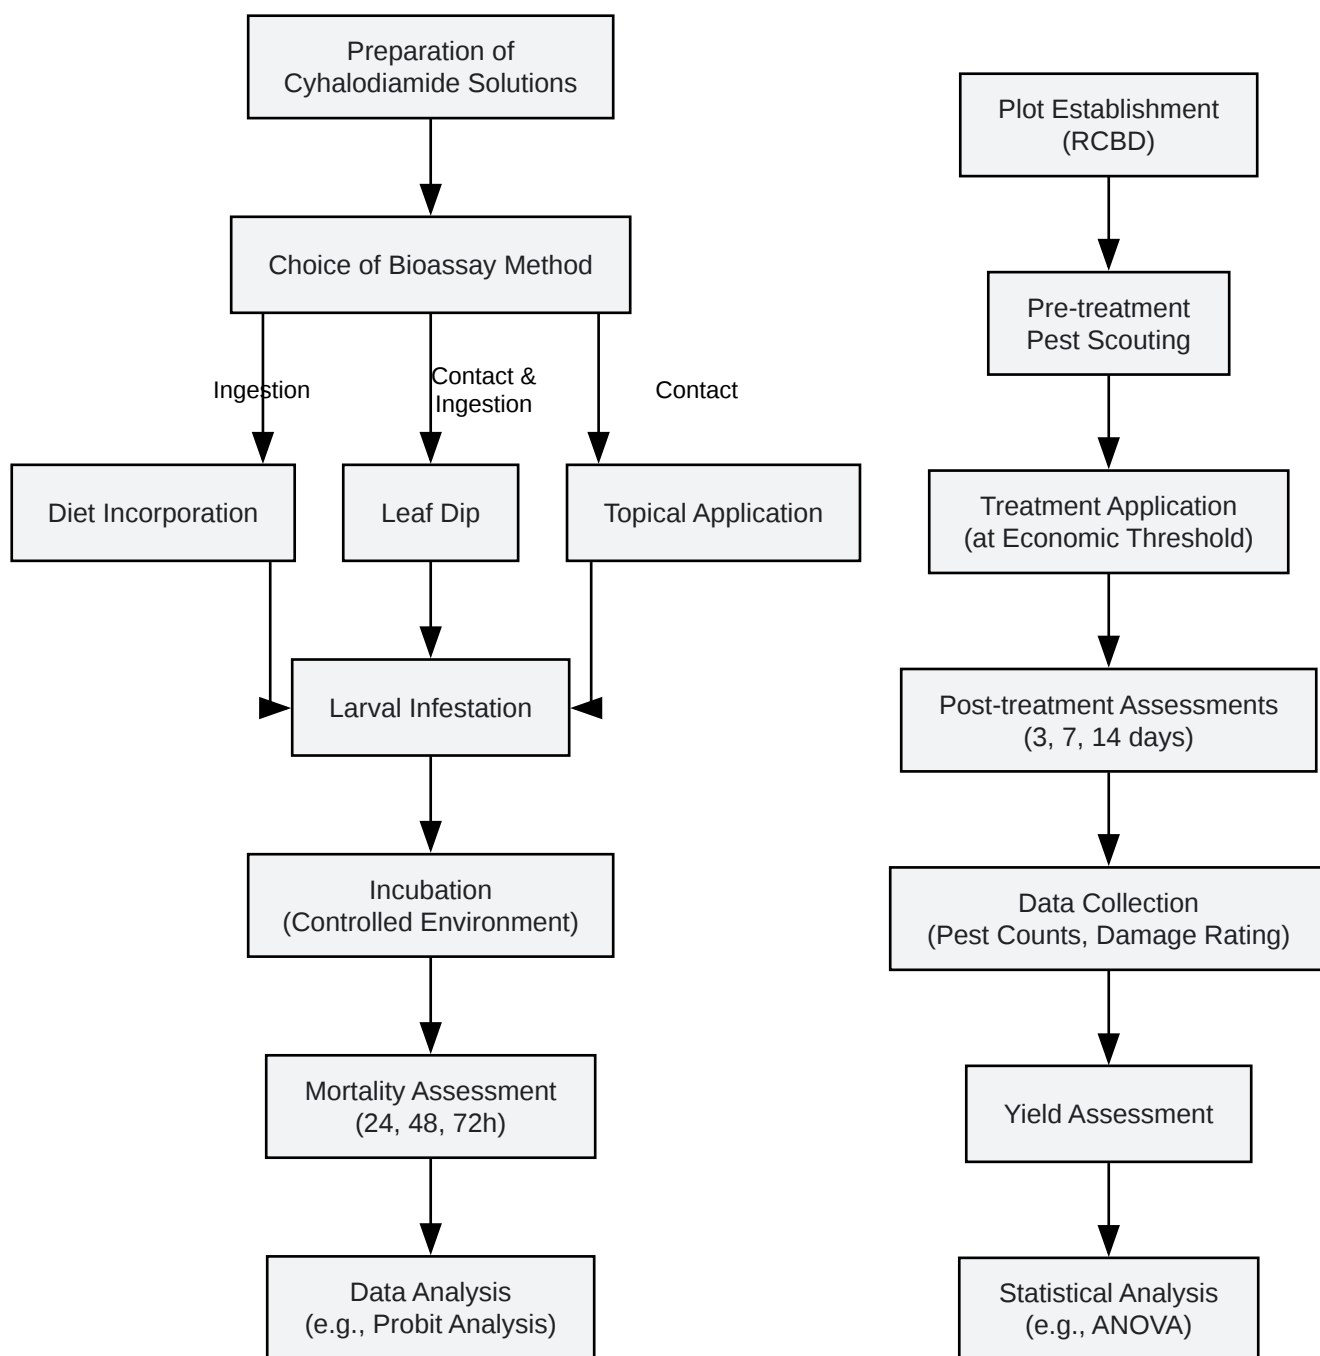 Preparation of
Cyhalodiamide Solutions
Choice of Bioassay Method
Ingestion
Contact &
Ingestion
Contact
Diet Incorporation
Leaf Dip
Topical Application
Larval Infestation
Incubation
(Controlled Environment)
Mortality Assessment
(24, 48, 72h)
Data Analysis
(e.g., Probit Analysis)
Plot Establishment
(RCBD)
Pre-treatment
Pest Scouting
Treatment Application
(at Economic Threshold)
Post-treatment Assessments
(3, 7, 14 days)
Data Collection
(Pest Counts, Damage Rating)
Yield Assessment
Statistical Analysis
(e.g., ANOVA)